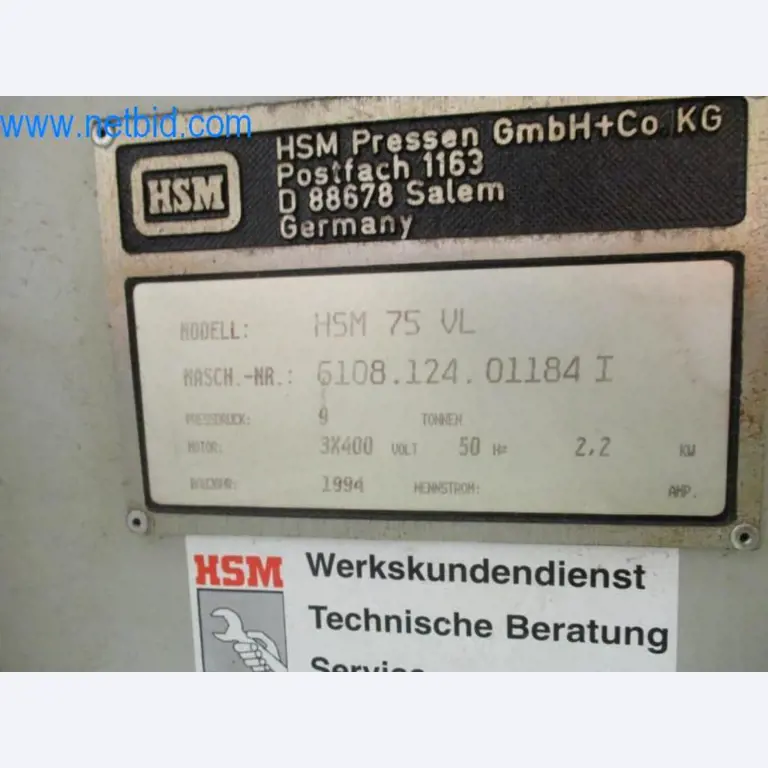 www.netbid.com
HSM
HSM Pressen GmbH+Co KG
Postfach 1163
D 88678 Salem
Germany
MODELL: HSM 75 VL
MASCH.-NR.: 6108.124.01184 I
PRESSDRUCK: 9 TONNEN
MOTOR: 3X400 VOLT 50 Hz 2,2 KW
BAUJAHR: 1994 NENNSTROM: AMP.
HSM Werkskundendienst
Technische Beratung
Service